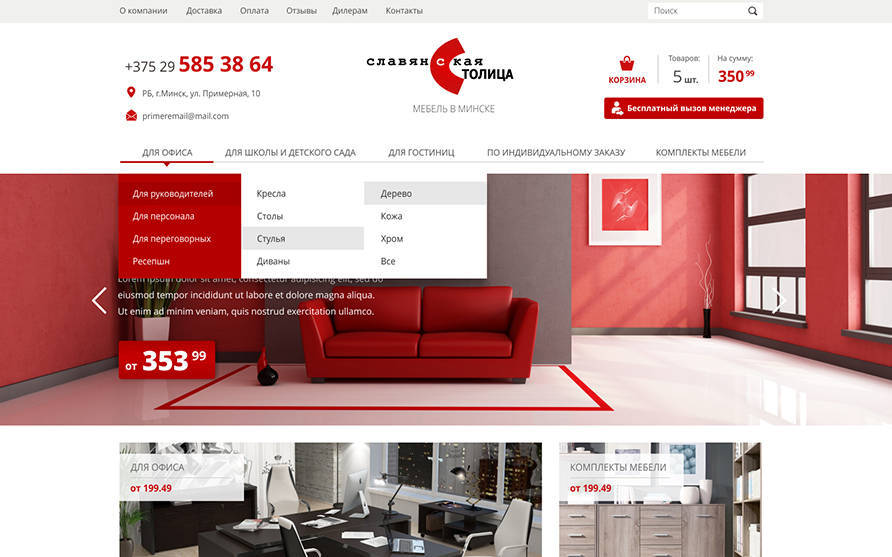 О компании Доставка Оплата Отзывы Дилерам Контакты Поиск
+375 29 585 38 64
РБ, г.Минск, ул. Примерная, 10
primeremail@mail.com
славянская
столица
МЕБЕЛЬ В МИНСКЕ
КОРЗИНА
Товаров:
5 шт.
На сумму:
350 99
Бесплатный вызов менеджера
ДЛЯ ОФИСА ДЛЯ ШКОЛЫ И ДЕТСКОГО САДА ДЛЯ ГОСТИНИЦ ПО ИНДИВИДУАЛЬНОМУ ЗАКАЗУ КОМПЛЕКТЫ МЕБЕЛИ
Для руководителей
Для персонала
Для переговорных
Ресепшн
Кресла
Столы
Стулья
Диваны
Дерево
Кожа
Хром
Все
Lorem ipsum dolor sit amet, consectetur adipisicing elit, sed do
eiusmod tempor incididunt ut labore et dolore magna aliqua.
Ut enim ad minim veniam, quis nostrud exercitation ullamco.
от 353 99
ДЛЯ ОФИСА
от 199.49
КОМПЛЕКТЫ МЕБЕЛИ
от 199.49